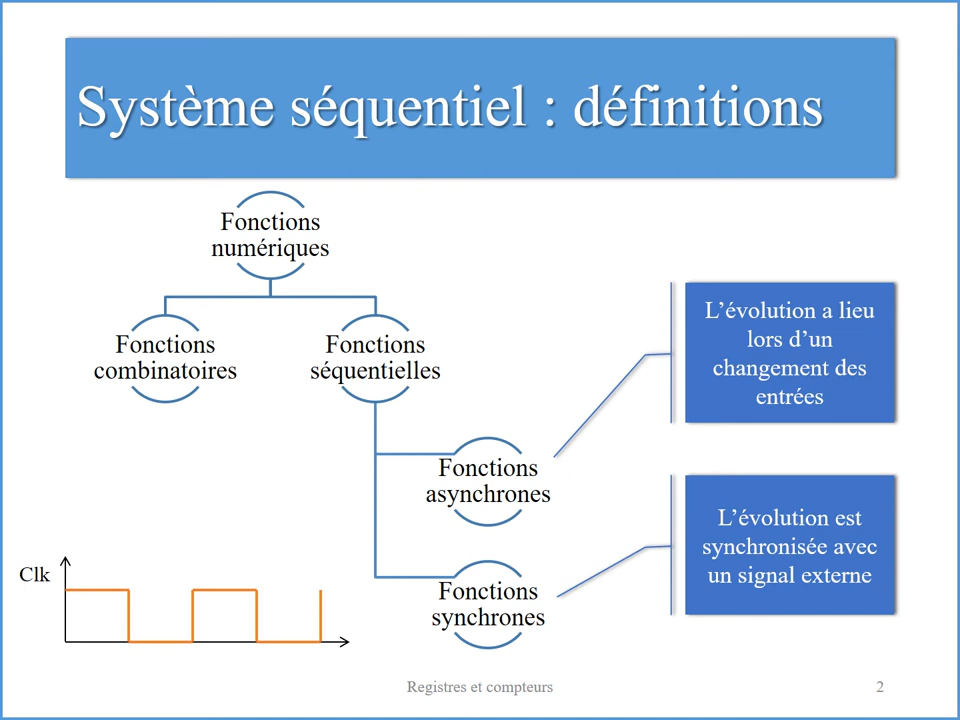 Système séquentiel : définitions
Fonctions
numériques
Fonctions
combinatoires
Fonctions
séquentielles
L’évolution a lieu
lors d’un
changement des
entrées
Fonctions
asynchrones
L’évolution est
synchronisée avec
un signal externe
Clk
Fonctions
synchrones
Registres et compteurs
2